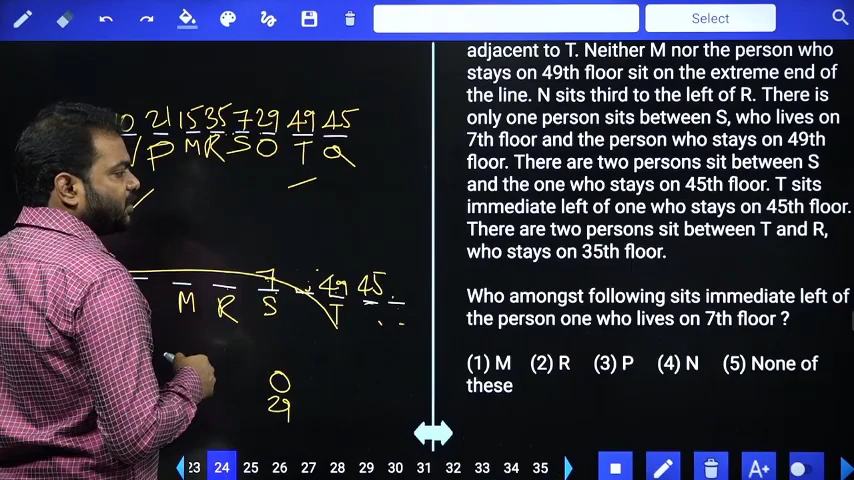 Select
adjacent to T. Neither M nor the person who
stays on 49th floor sit on the extreme end of
the line. N sits third to the left of R. There is
only one person sits between S, who lives on
7th floor and the person who stays on 49th
floor. There are two persons sit between S
and the one who stays on 45th floor. T sits
immediate left of one who stays on 45th floor.
There are two persons sit between T and R,
who stays on 35th floor.
Who amongst following sits immediate left of
the person one who lives on 7th floor ?
(1) M (2) R (3) P (4) N (5) None of
these
21 15 35 7 29 49 45
P M R S O T Q
7 49 45
M R S T
O
29
23 24 25 26 27 28 29 30 31 32 33 34 35
A+